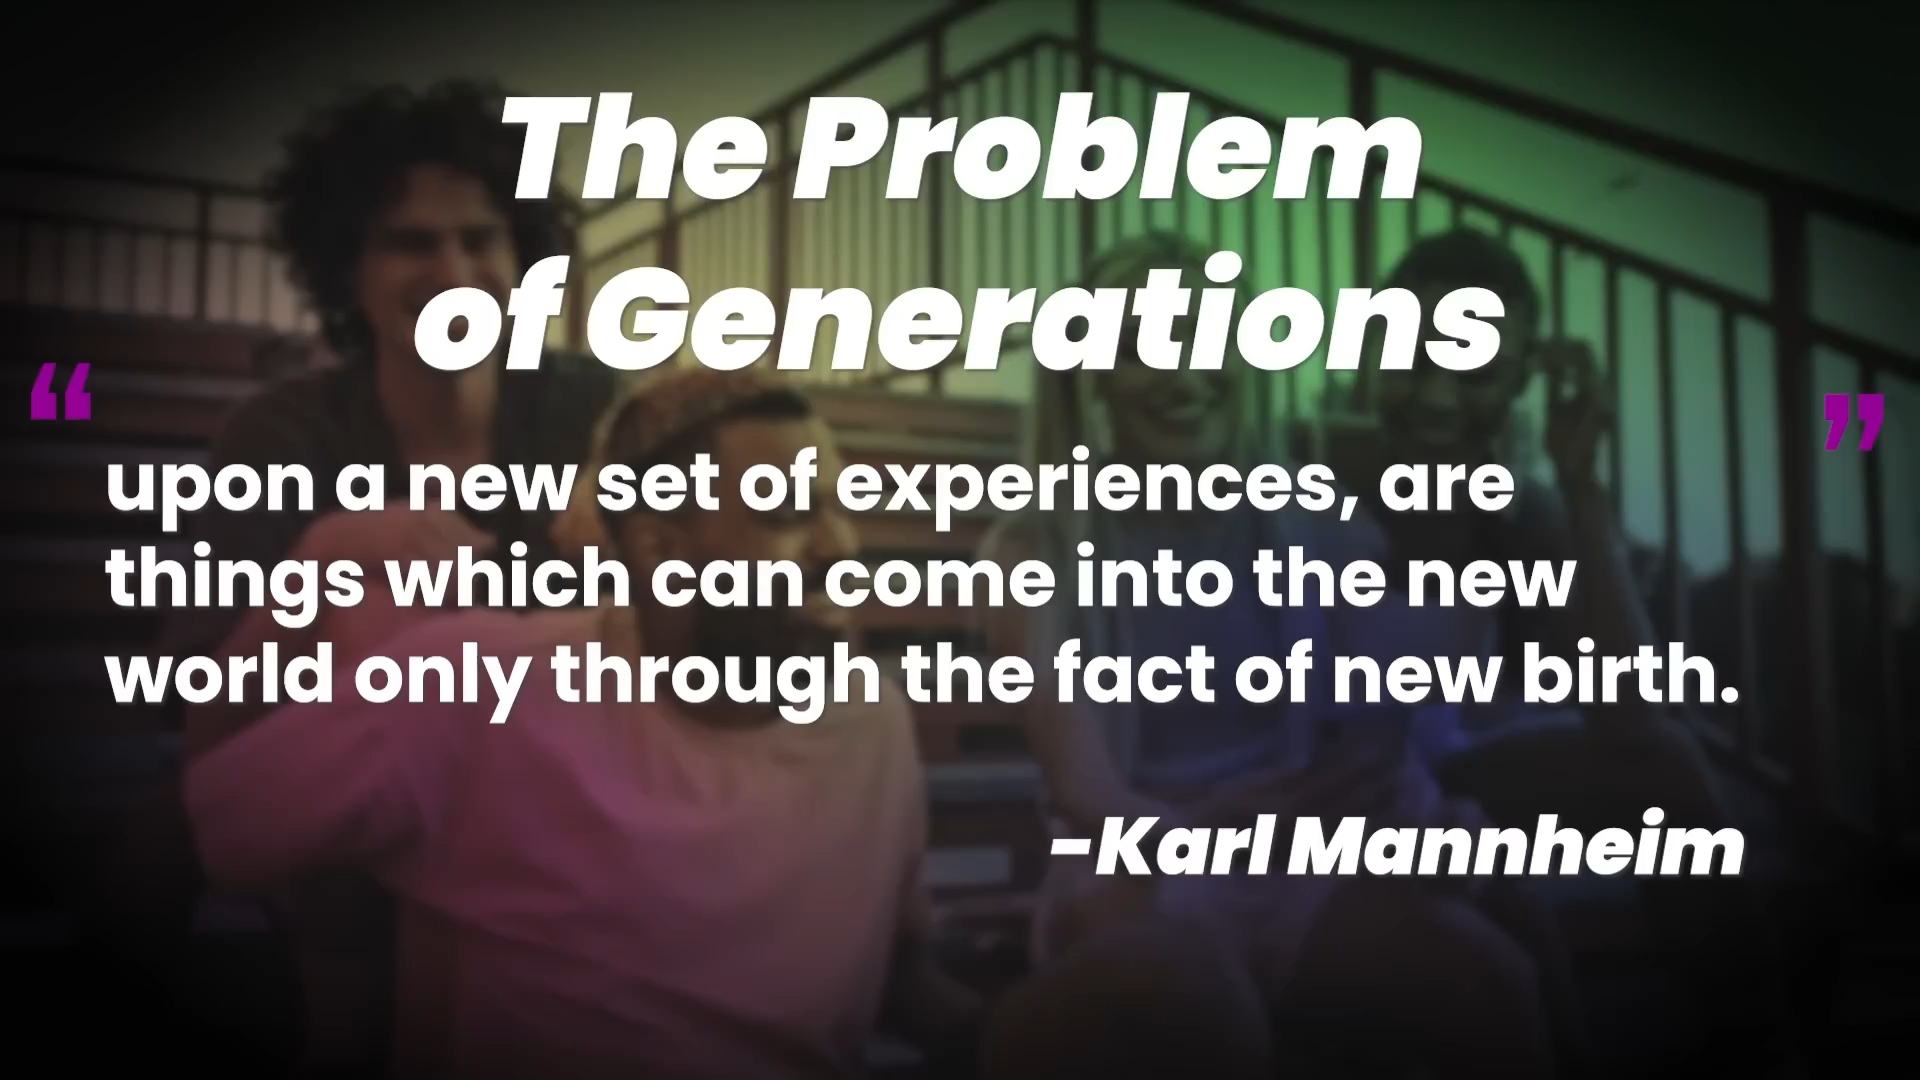 The Problem
of Generations
“
”
upon a new set of experiences, are
things which can come into the new
world only through the fact of new birth.
-Karl Mannheim